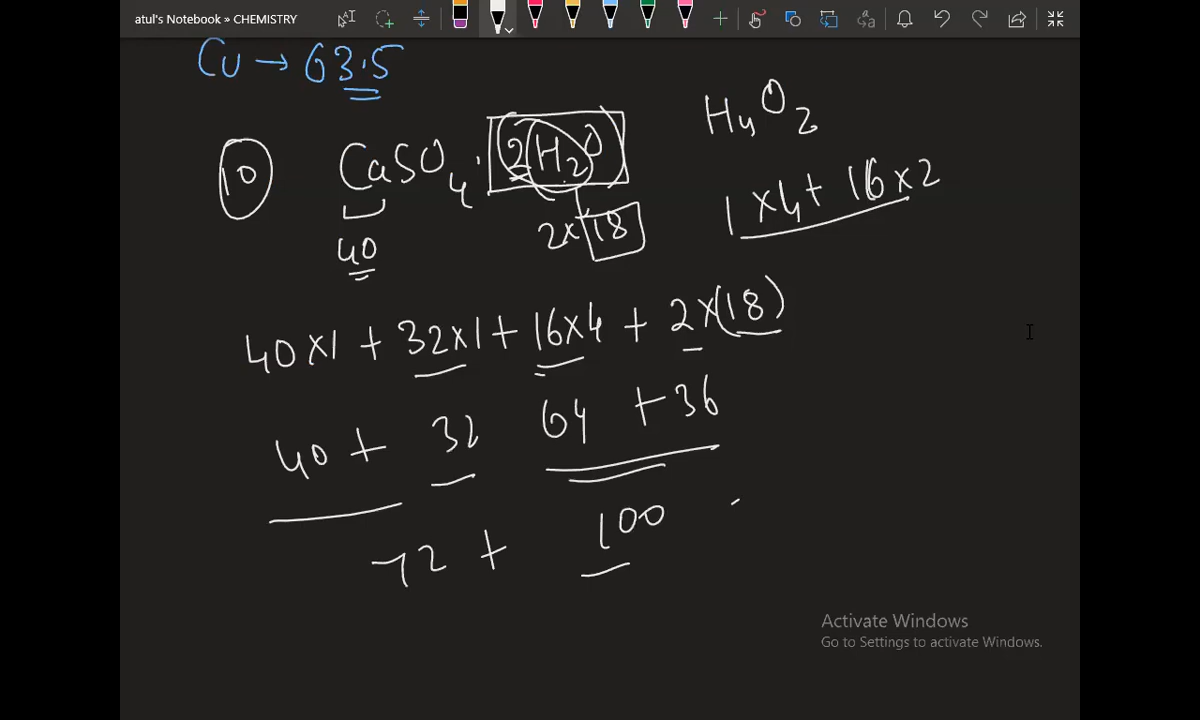 atul's Notebook » CHEMISTRY
Cu → 63.5
10 CaSO4 . 2H2O
H4O2
40
2×18
1×4 + 16×2
40×1 + 32×1 + 16×4 + 2×(18)
40 + 32 64 + 36
72 + 100
Activate Windows
Go to Settings to activate Windows.